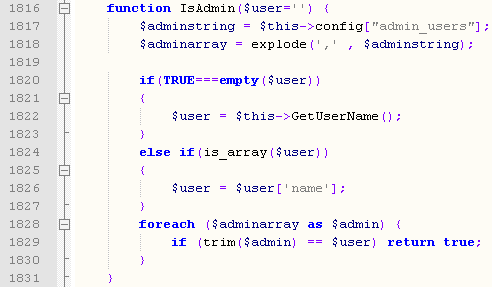 1816 function IsAdmin($user='') {
1817 $adminstring = $this->config["admin_users"];
1818 $adminarray = explode(',' , $adminstring);
1819
1820 if(TRUE===empty($user))
1821 {
1822 $user = $this->GetUserName();
1823 }
1824 else if(is_array($user))
1825 {
1826 $user = $user['name'];
1827 }
1828 foreach ($adminarray as $admin) {
1829 if (trim($admin) == $user) return true;
1830 }
1831 }